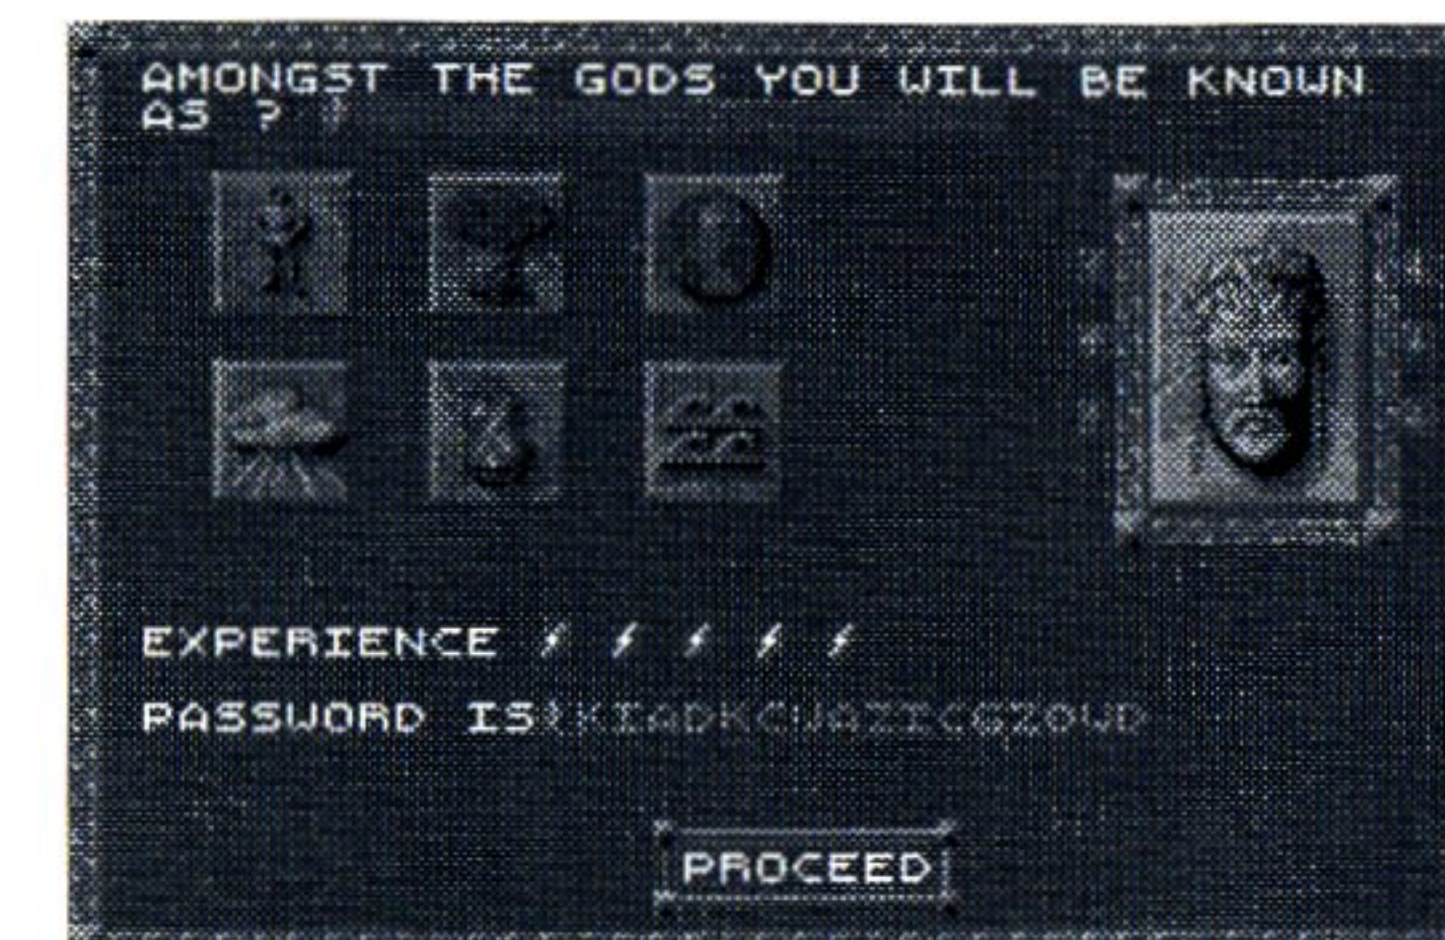 AMONGST THE GODS YOU WILL BE KNOWN
AS ?
EXPERIENCE
PASSWORD IS
PROCEED